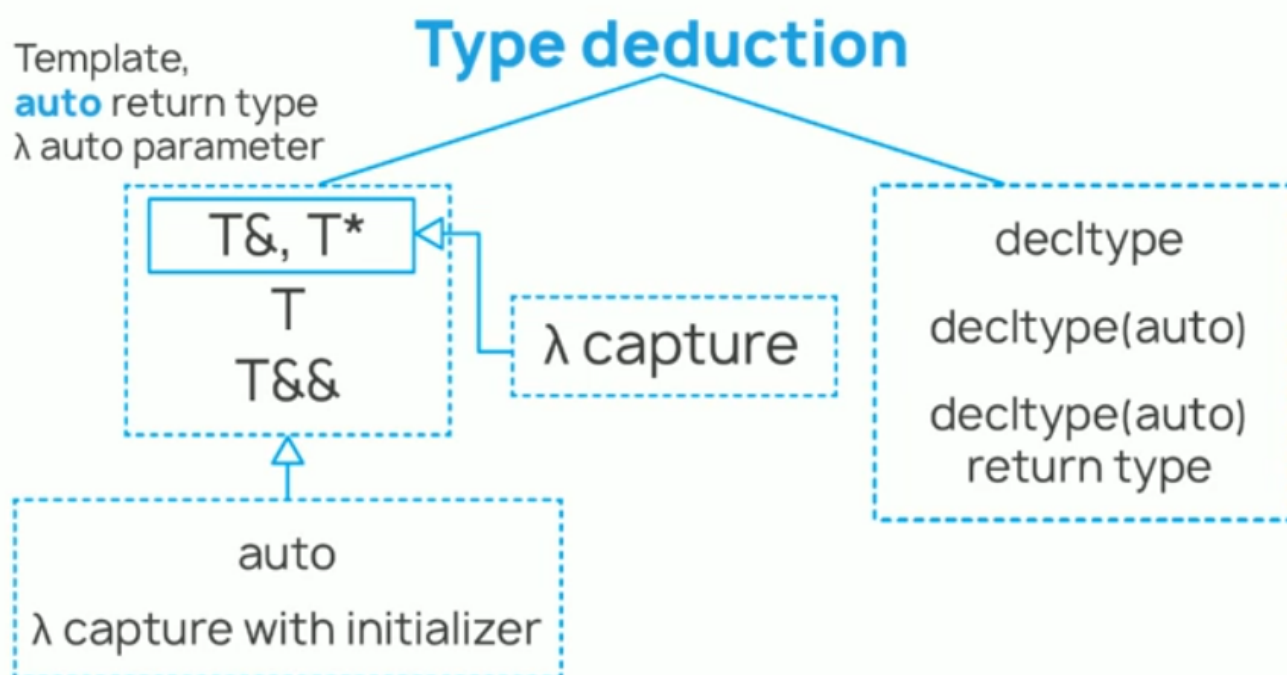 Type deduction
Template,
auto return type
λ auto parameter
T&, T*
T
T&&
λ capture
auto
λ capture with initializer
decltype
decltype(auto)
decltype(auto)
return type